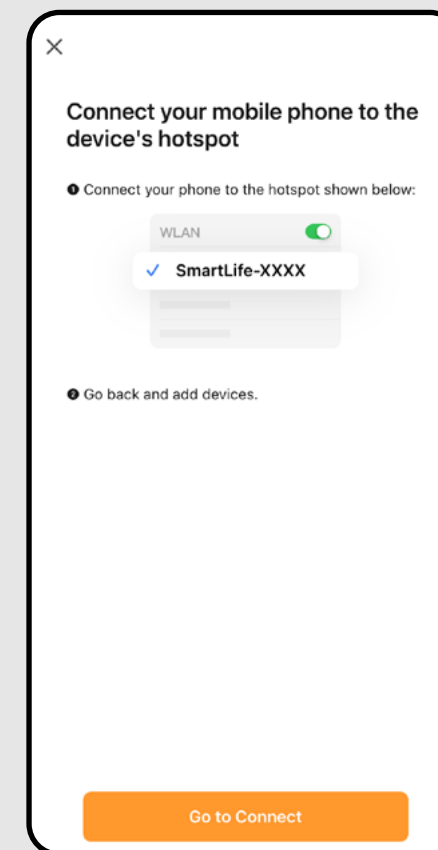 Connect your mobile phone to the
device's hotspot
❶ Connect your phone to the hotspot shown below:
WLAN
SmartLife-XXXX
❷ Go back and add devices.
Go to Connect